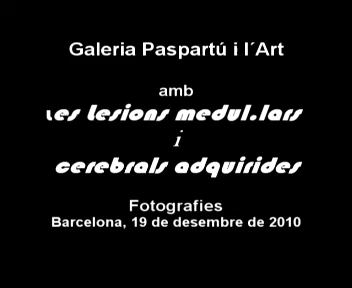 Galeria Paspartú i l´Art
amb
Les lesions medul.lars
i
cerebrals adquirides
Fotografies
Barcelona, 19 de desembre de 2010